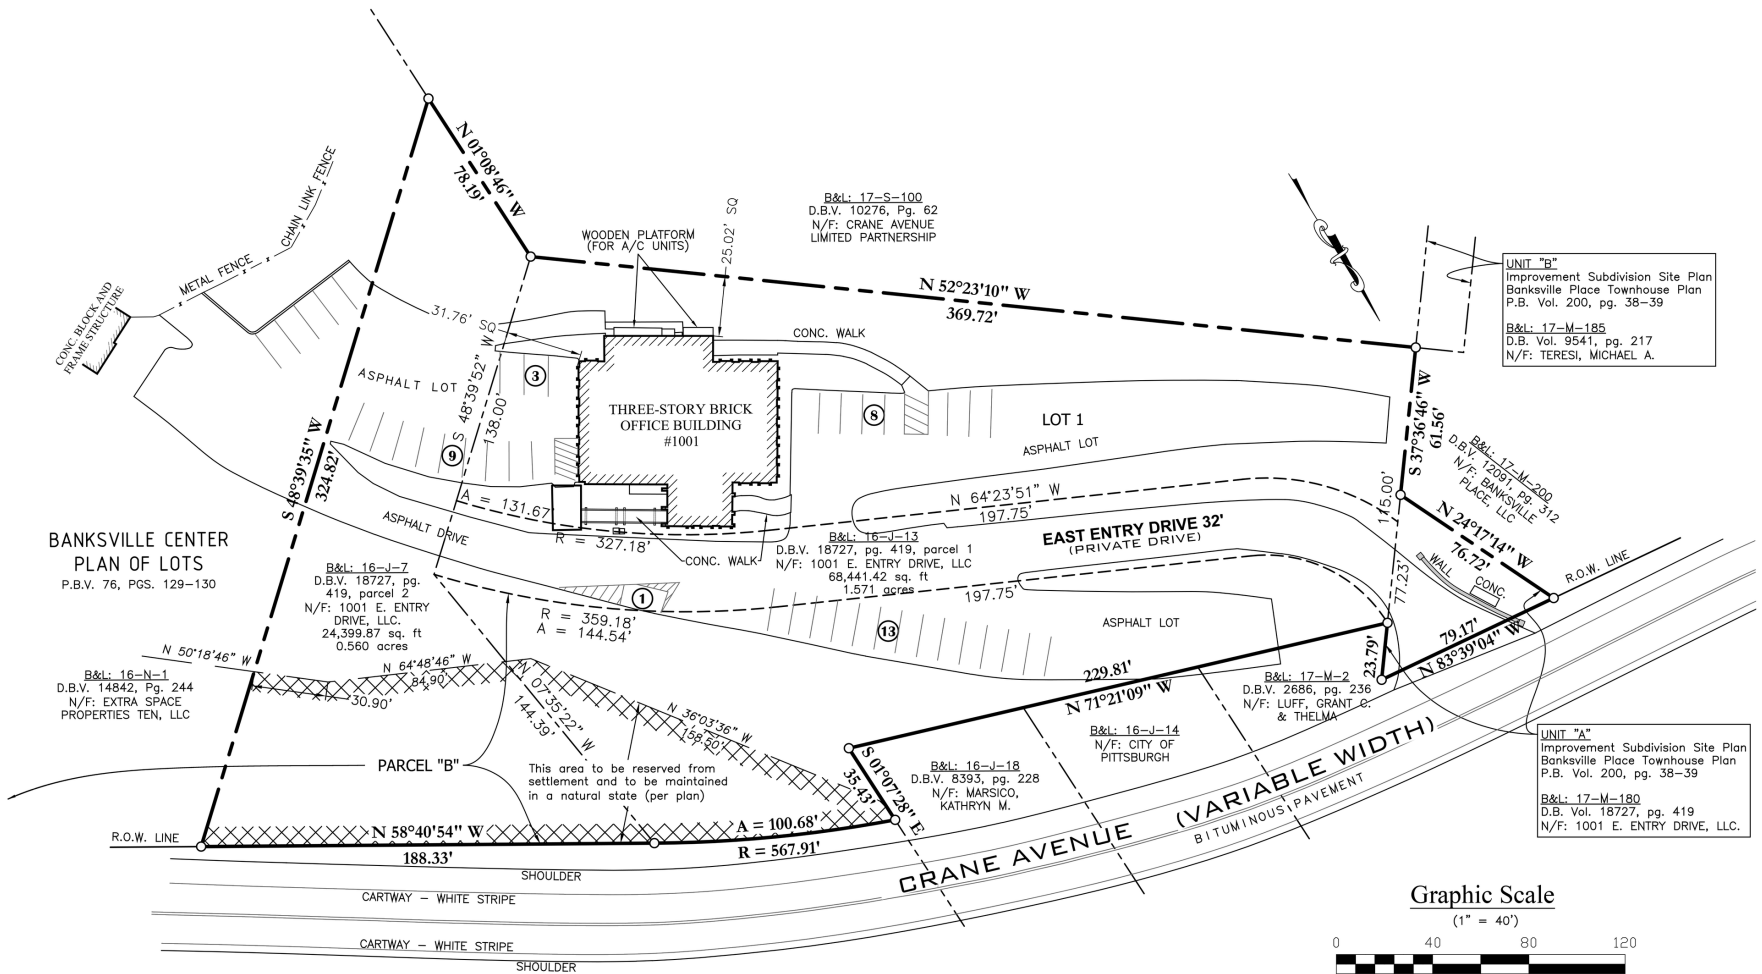 N 01°08'46" W
78.19'
CHAIN LINK FENCE
METAL FENCE
CONC. BLOCK AND
FRAME STRUCTURE
WOODEN PLATFORM
(FOR A/C UNITS)
25.02' SQ
B&L: 17-S-100
D.B.V. 10276, Pg. 62
N/F: CRANE AVENUE
LIMITED PARTNERSHIP
N 52°23'10" W
369.72'
UNIT "B"
Improvement Subdivision Site Plan
Banksville Place Townhouse Plan
P.B. Vol. 200, pg. 38-39
B&L: 17-M-185
D.B. Vol. 9541, pg. 217
N/F: TERESI, MICHAEL A.
31.76' SQ
CONC. WALK
S 48°39'52" W
138.00'
ASPHALT LOT
3
THREE-STORY BRICK
OFFICE BUILDING
#1001
8
LOT 1
ASPHALT LOT
S 37°36'46" W
61.56'
B&L: 17-M-200
D.B.V. 12091, pg. 312
N/F: BANKSVILLE
PLACE, LLC
9
S 48°39'35" W
324.82'
A = 131.67
R = 327.18'
ASPHALT DRIVE
CONC. WALK
N 64°23'51" W
197.75'
115.00'
N 24°17'14" W
76.72'
EAST ENTRY DRIVE 32'
(PRIVATE DRIVE)
B&L: 16-J-13
D.B.V. 18727, pg. 419, parcel 1
N/F: 1001 E. ENTRY DRIVE, LLC
68,441.42 sq. ft
1.571 acres
BANKSVILLE CENTER
PLAN OF LOTS
P.B.V. 76, PGS. 129-130
B&L: 16-J-7
D.B.V. 18727, pg.
419, parcel 2
N/F: 1001 E. ENTRY
DRIVE, LLC.
24,399.87 sq. ft
0.560 acres
1
R = 359.18'
A = 144.54'
197.75'
13
ASPHALT LOT
77.23'
WALL
CONC.
R.O.W. LINE
79.17'
N 83°39'04" W
23.79'
229.81'
N 71°21'09" W
B&L: 17-M-2
D.B.V. 2686, pg. 236
N/F: LUFF, GRANT C.
& THELMA
N 50°18'46" W
30.90'
N 64°48'46" W
84.90'
B&L: 16-N-1
D.B.V. 14842, Pg. 244
N/F: EXTRA SPACE
PROPERTIES TEN, LLC
N 07°35'22" W
144.39'
N 36°03'36" W
158.50'
PARCEL "B"
This area to be reserved from
settlement and to be maintained
in a natural state (per plan)
S 01°07'28" E
35.43'
B&L: 16-J-18
D.B.V. 8393, pg. 228
N/F: MARSICO,
KATHRYN M.
B&L: 16-J-14
N/F: CITY OF
PITTSBURGH
UNIT "A"
Improvement Subdivision Site Plan
Banksville Place Townhouse Plan
P.B. Vol. 200, pg. 38-39
B&L: 17-M-180
D.B. Vol. 18727, pg. 419
N/F: 1001 E. ENTRY DRIVE, LLC.
R.O.W. LINE
N 58°40'54" W
188.33'
A = 100.68'
R = 567.91'
CRANE AVENUE (VARIABLE WIDTH)
BITUMINOUS PAVEMENT
SHOULDER
CARTWAY - WHITE STRIPE
CARTWAY - WHITE STRIPE
SHOULDER
Graphic Scale
(1" = 40')
0 40 80 120